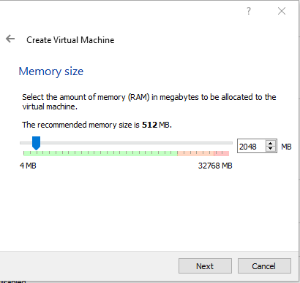 ?
Create Virtual Machine
Memory size
Select the amount of memory (RAM) in megabytes to be allocated to the
virtual machine.
The recommended memory size is 512 MB.
2048 MB
4 MB 32768 MB
Next Cancel